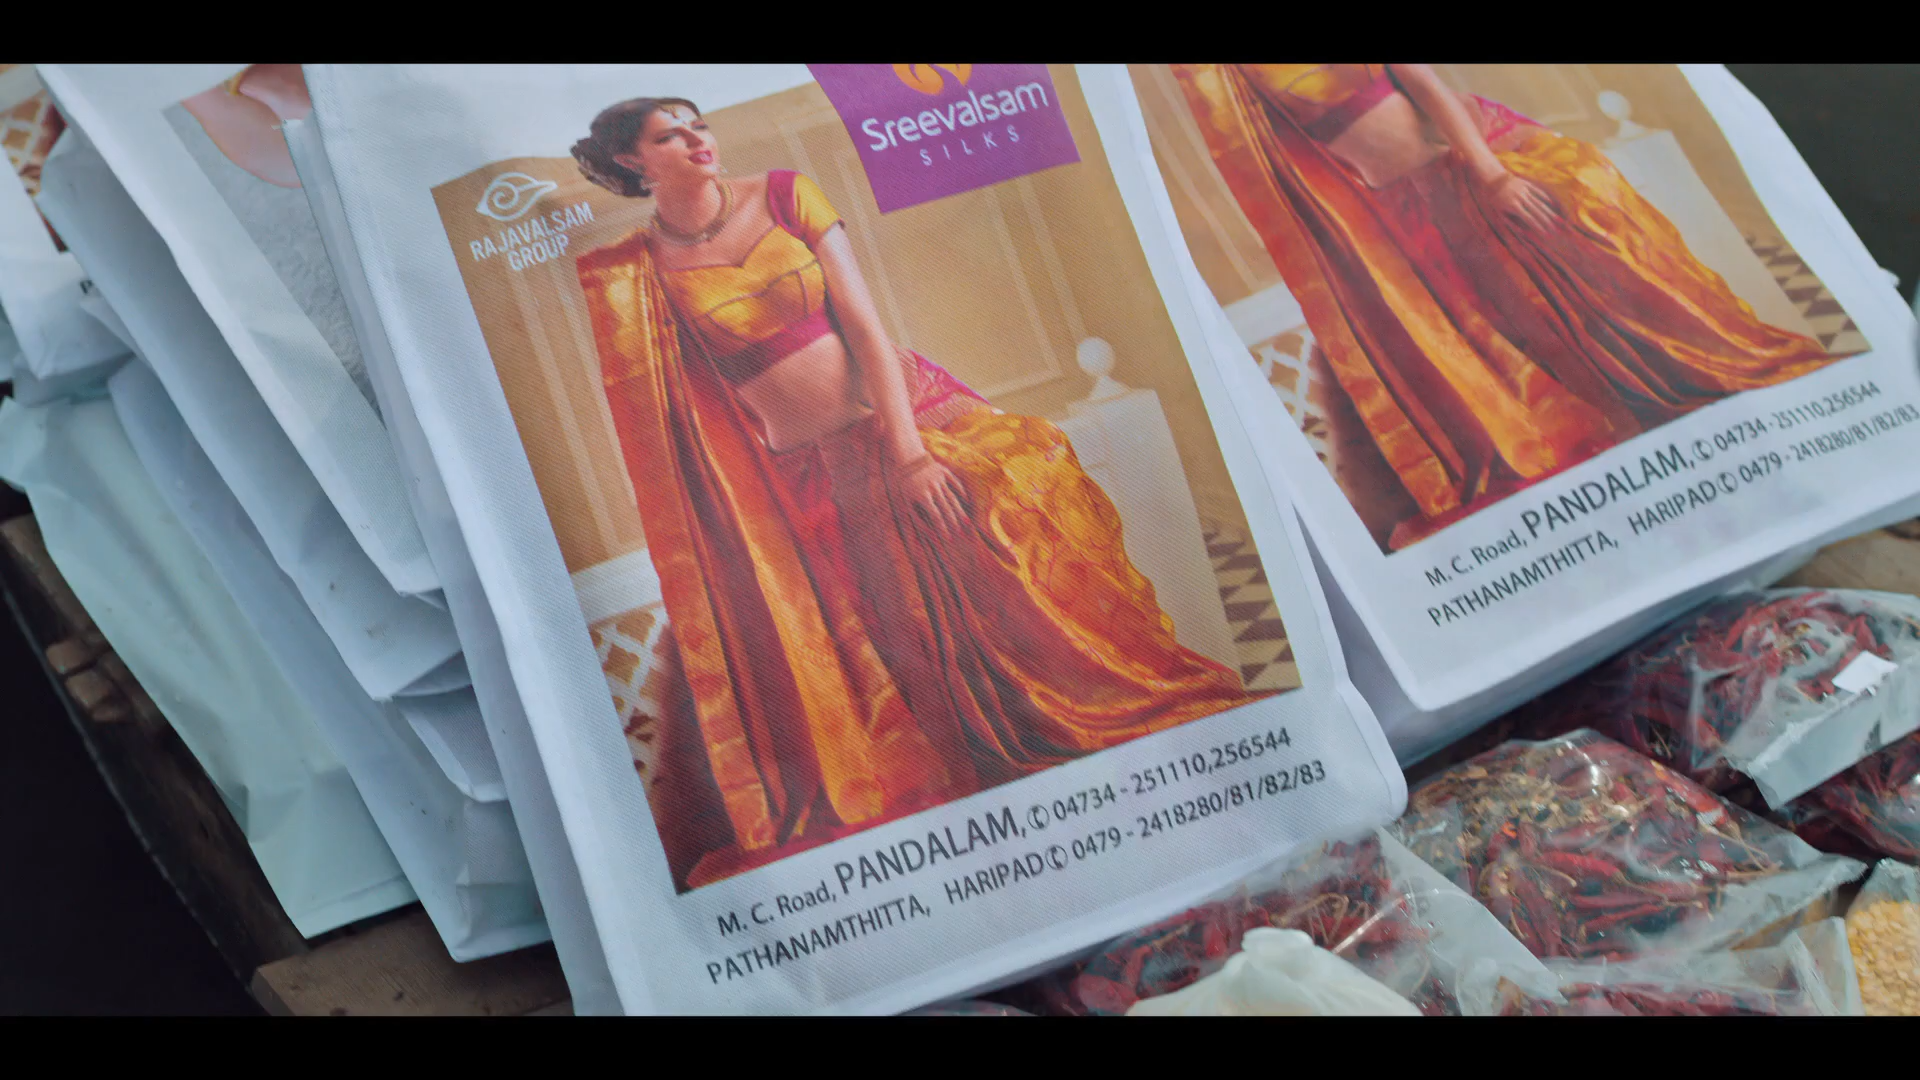 Sreevalsam
SILKS
RAJAVALSAM
GROUP
M. C. Road, PANDALAM, ✆ 04734 - 251110,256544
PATHANAMTHITTA, HARIPAD ✆ 0479 - 2418280/81/82/83
M. C. Road, PANDALAM, ✆ 04734 - 251110,256544
PATHANAMTHITTA, HARIPAD ✆ 0479 - 2418280/81/82/83